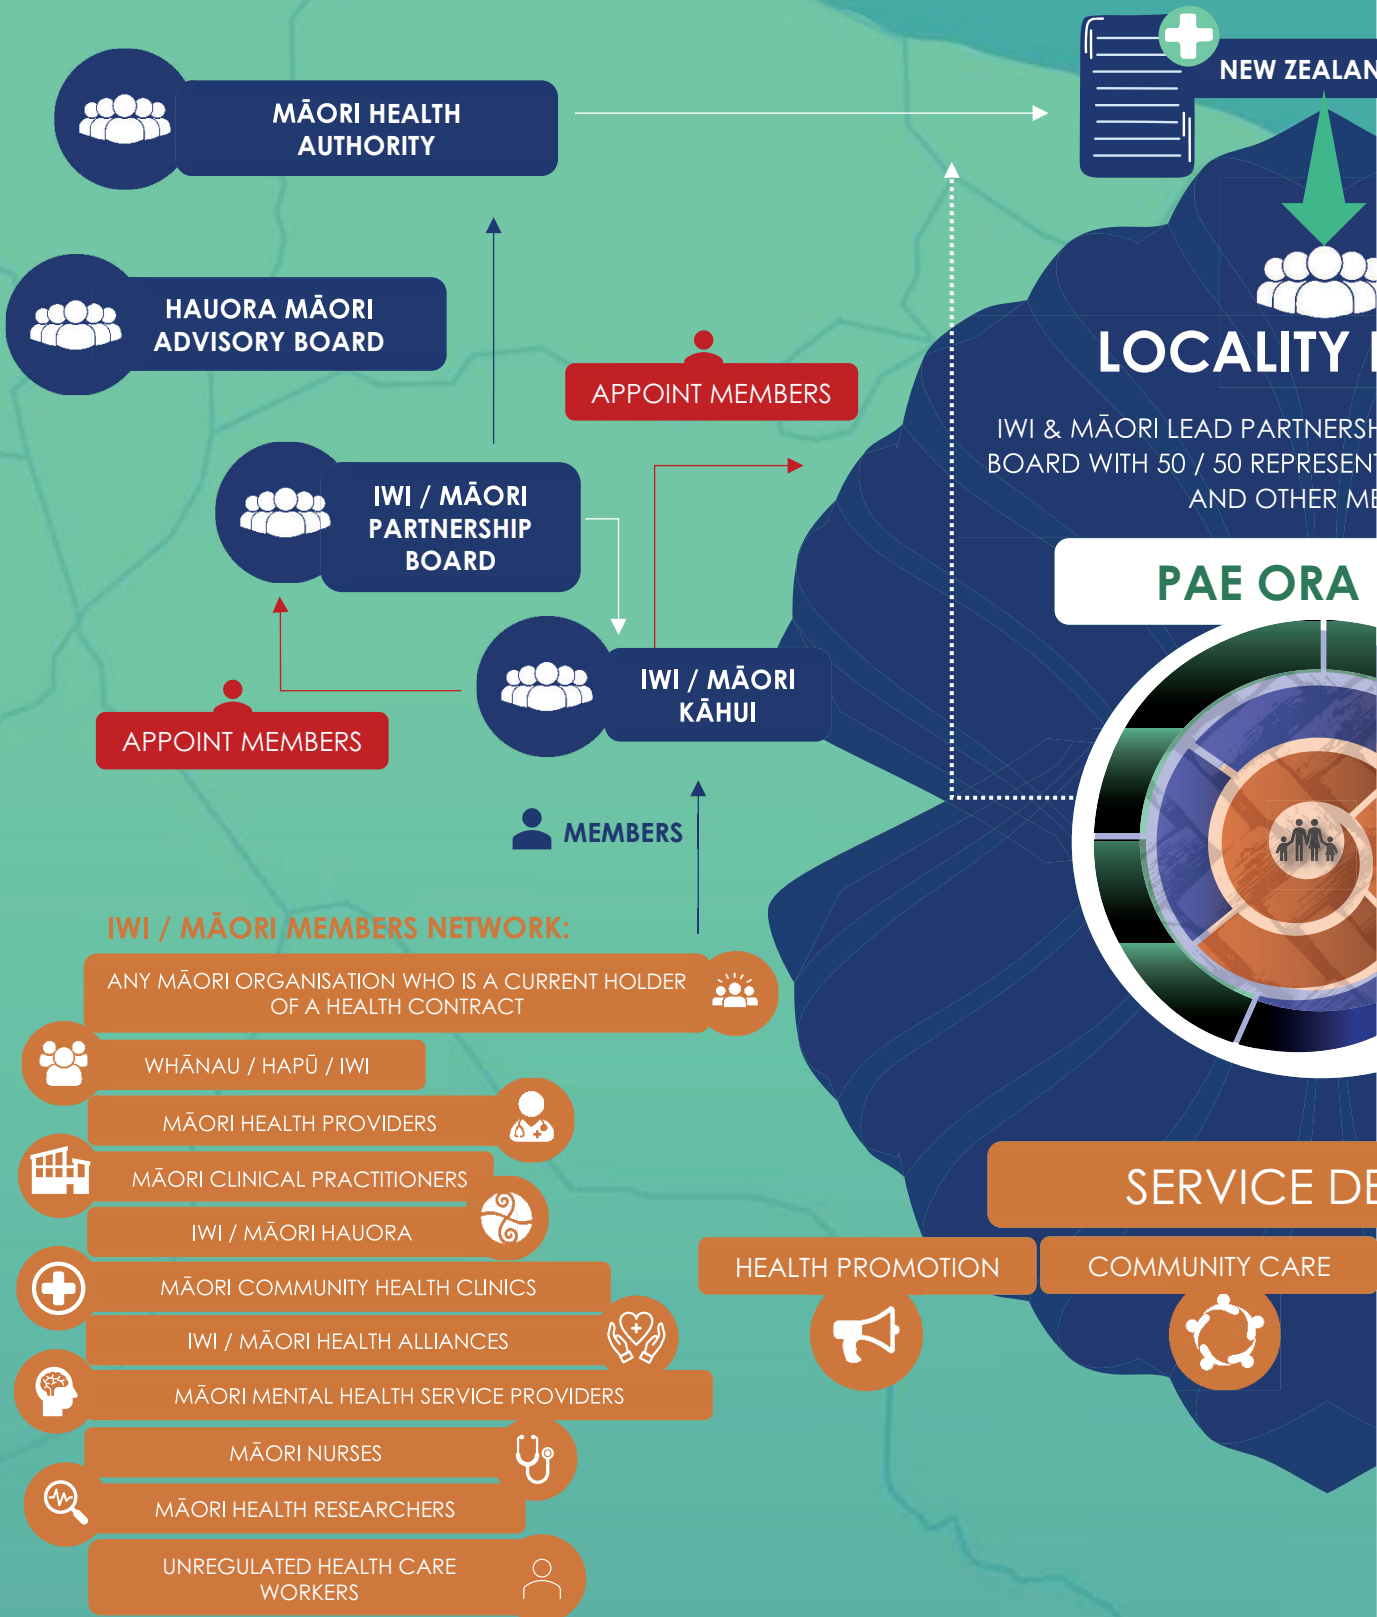 MĀORI HEALTH
AUTHORITY
NEW ZEALAN
HAUORA MĀORI
ADVISORY BOARD
APPOINT MEMBERS
LOCALITY
IWI & MĀORI LEAD PARTNERSH
BOARD WITH 50 / 50 REPRESENT
AND OTHER ME
IWI / MĀORI
PARTNERSHIP
BOARD
PAE ORA
IWI / MĀORI
KĀHUI
APPOINT MEMBERS
MEMBERS
IWI / MĀORI MEMBERS NETWORK:
ANY MĀORI ORGANISATION WHO IS A CURRENT HOLDER
OF A HEALTH CONTRACT
WHĀNAU / HAPŪ / IWI
MĀORI HEALTH PROVIDERS
MĀORI CLINICAL PRACTITIONERS
IWI / MĀORI HAUORA
MĀORI COMMUNITY HEALTH CLINICS
IWI / MĀORI HEALTH ALLIANCES
MĀORI MENTAL HEALTH SERVICE PROVIDERS
MĀORI NURSES
MĀORI HEALTH RESEARCHERS
UNREGULATED HEALTH CARE
WORKERS
SERVICE DE
HEALTH PROMOTION
COMMUNITY CARE